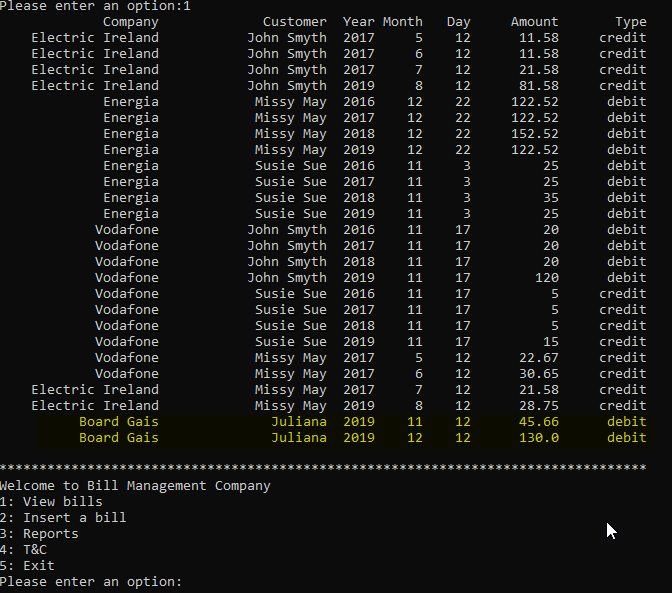 Please enter an option:1
Company Customer Year Month Day Amount Type
Electric Ireland John Smyth 2017 5 12 11.58 credit
Electric Ireland John Smyth 2017 6 12 11.58 credit
Electric Ireland John Smyth 2017 7 12 21.58 credit
Electric Ireland John Smyth 2019 8 12 81.58 credit
Energia Missy May 2016 12 22 122.52 debit
Energia Missy May 2017 12 22 122.52 debit
Energia Missy May 2018 12 22 152.52 debit
Energia Missy May 2019 12 22 122.52 debit
Energia Susie Sue 2016 11 3 25 debit
Energia Susie Sue 2017 11 3 25 debit
Energia Susie Sue 2018 11 3 35 debit
Energia Susie Sue 2019 11 3 25 debit
Vodafone John Smyth 2016 11 17 20 debit
Vodafone John Smyth 2017 11 17 20 debit
Vodafone John Smyth 2018 11 17 20 debit
Vodafone John Smyth 2019 11 17 120 debit
Vodafone Susie Sue 2016 11 17 5 credit
Vodafone Susie Sue 2017 11 17 5 credit
Vodafone Susie Sue 2018 11 17 5 credit
Vodafone Susie Sue 2019 11 17 15 credit
Vodafone Missy May 2017 5 12 22.67 credit
Vodafone Missy May 2017 6 12 30.65 credit
Electric Ireland Missy May 2017 7 12 21.58 credit
Electric Ireland Missy May 2019 8 12 28.75 credit
Board Gais Juliana 2019 11 12 45.66 debit
Board Gais Juliana 2019 12 12 130.0 debit
*********************************************************************************
Welcome to Bill Management Company
1: View bills
2: Insert a bill
3: Reports
4: T&C
5: Exit
Please enter an option: